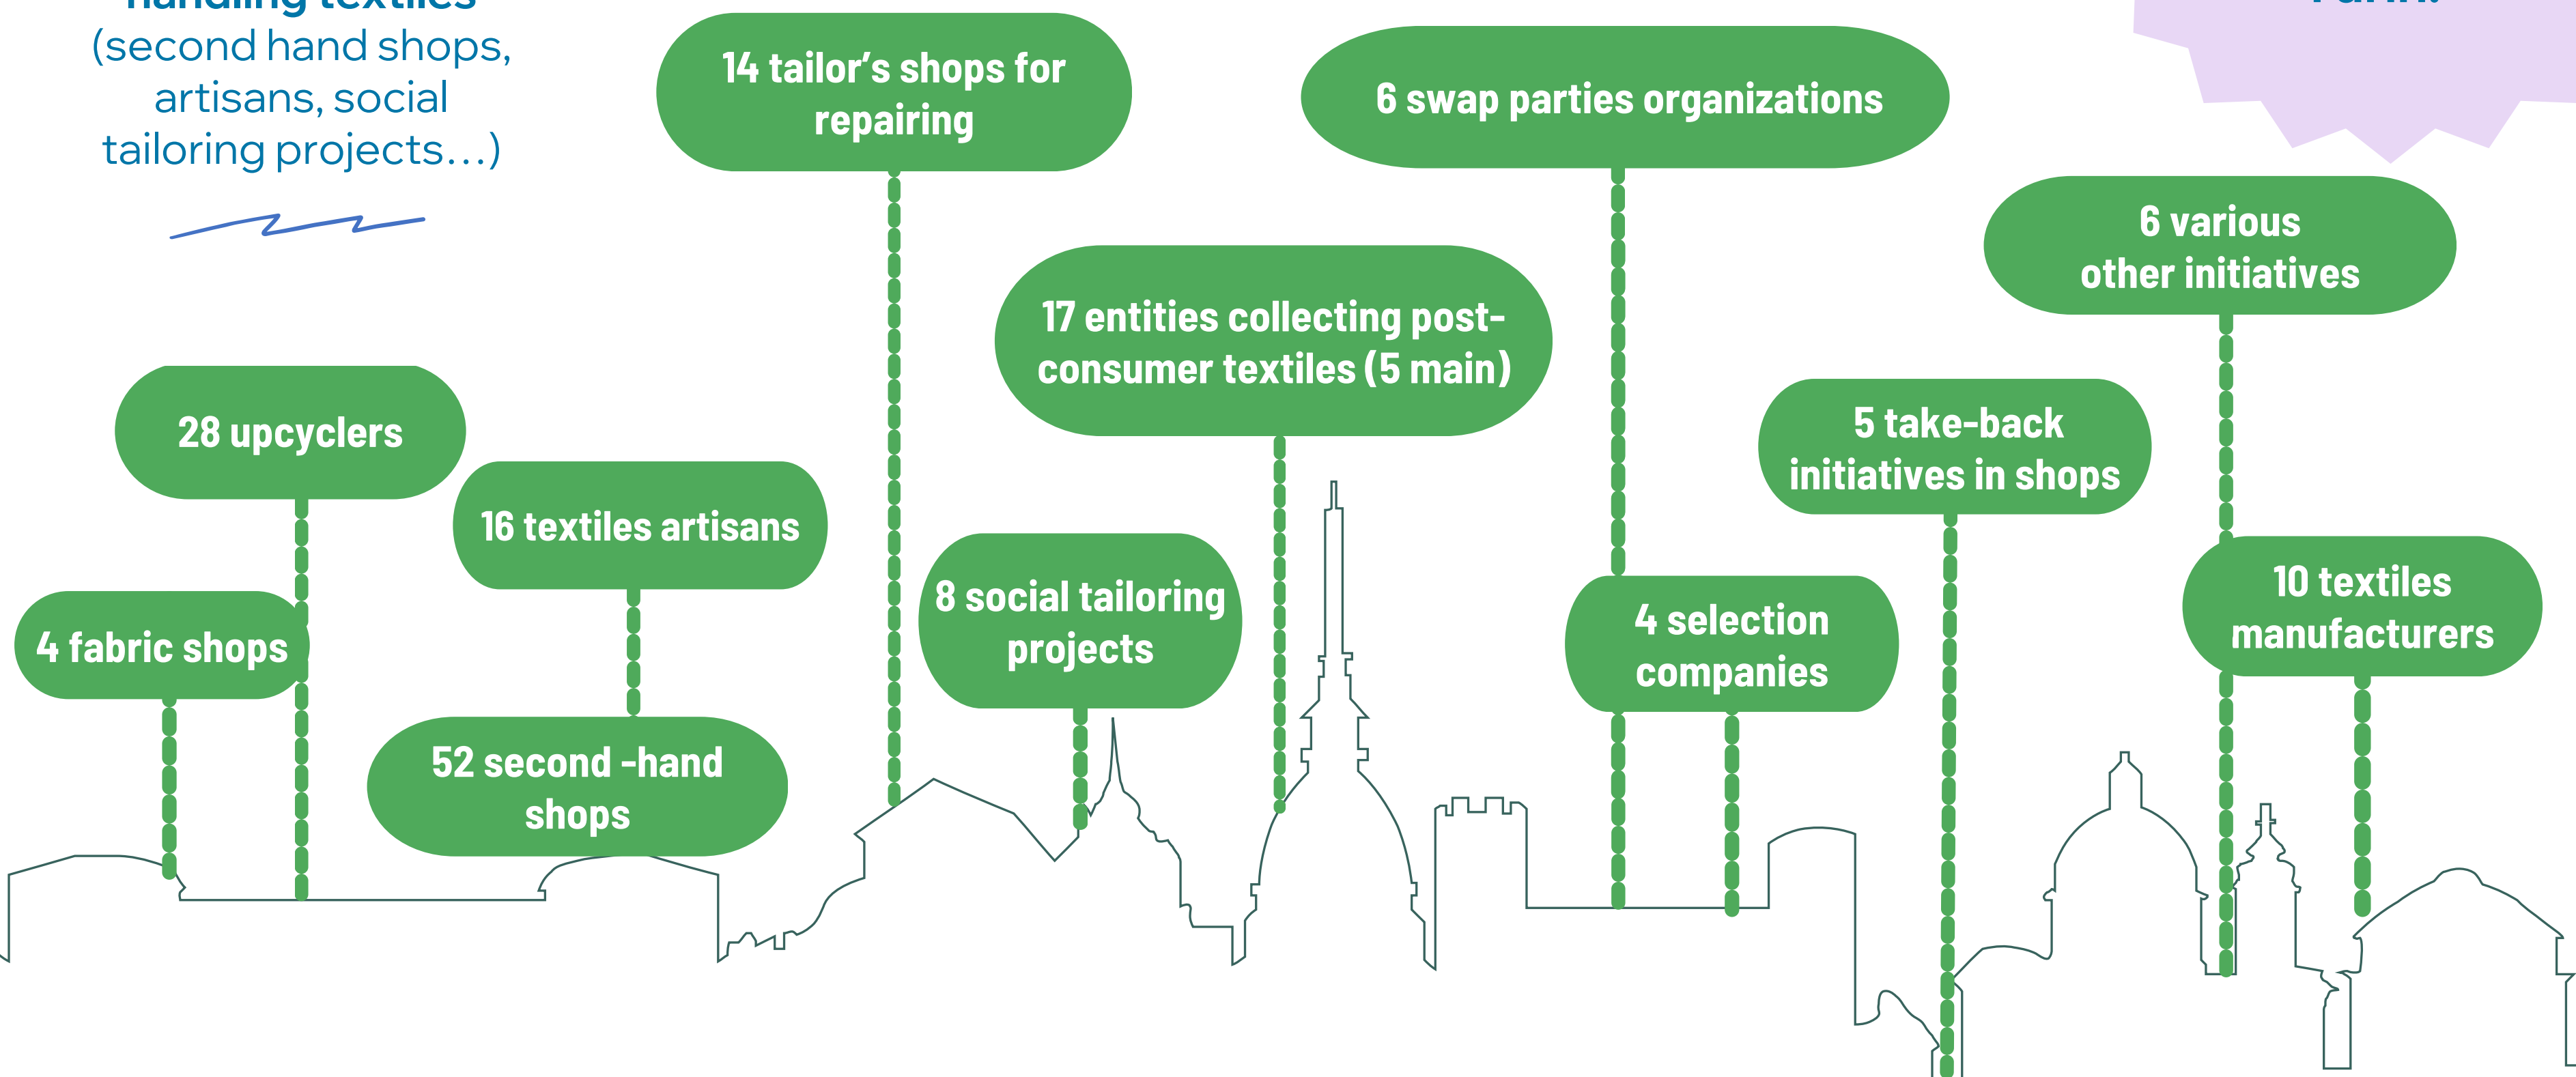 handling textiles
(second hand shops,
artisans, social
tailoring projects...)
14 tailor's shops for
repairing
6 swap parties organizations
6 various
other initiatives
17 entities collecting post-
consumer textiles (5 main)
28 upcyclers
5 take-back
initiatives in shops
16 textiles artisans
8 social tailoring
projects
4 selection
companies
10 textiles
manufacturers
4 fabric shops
52 second -hand
shops